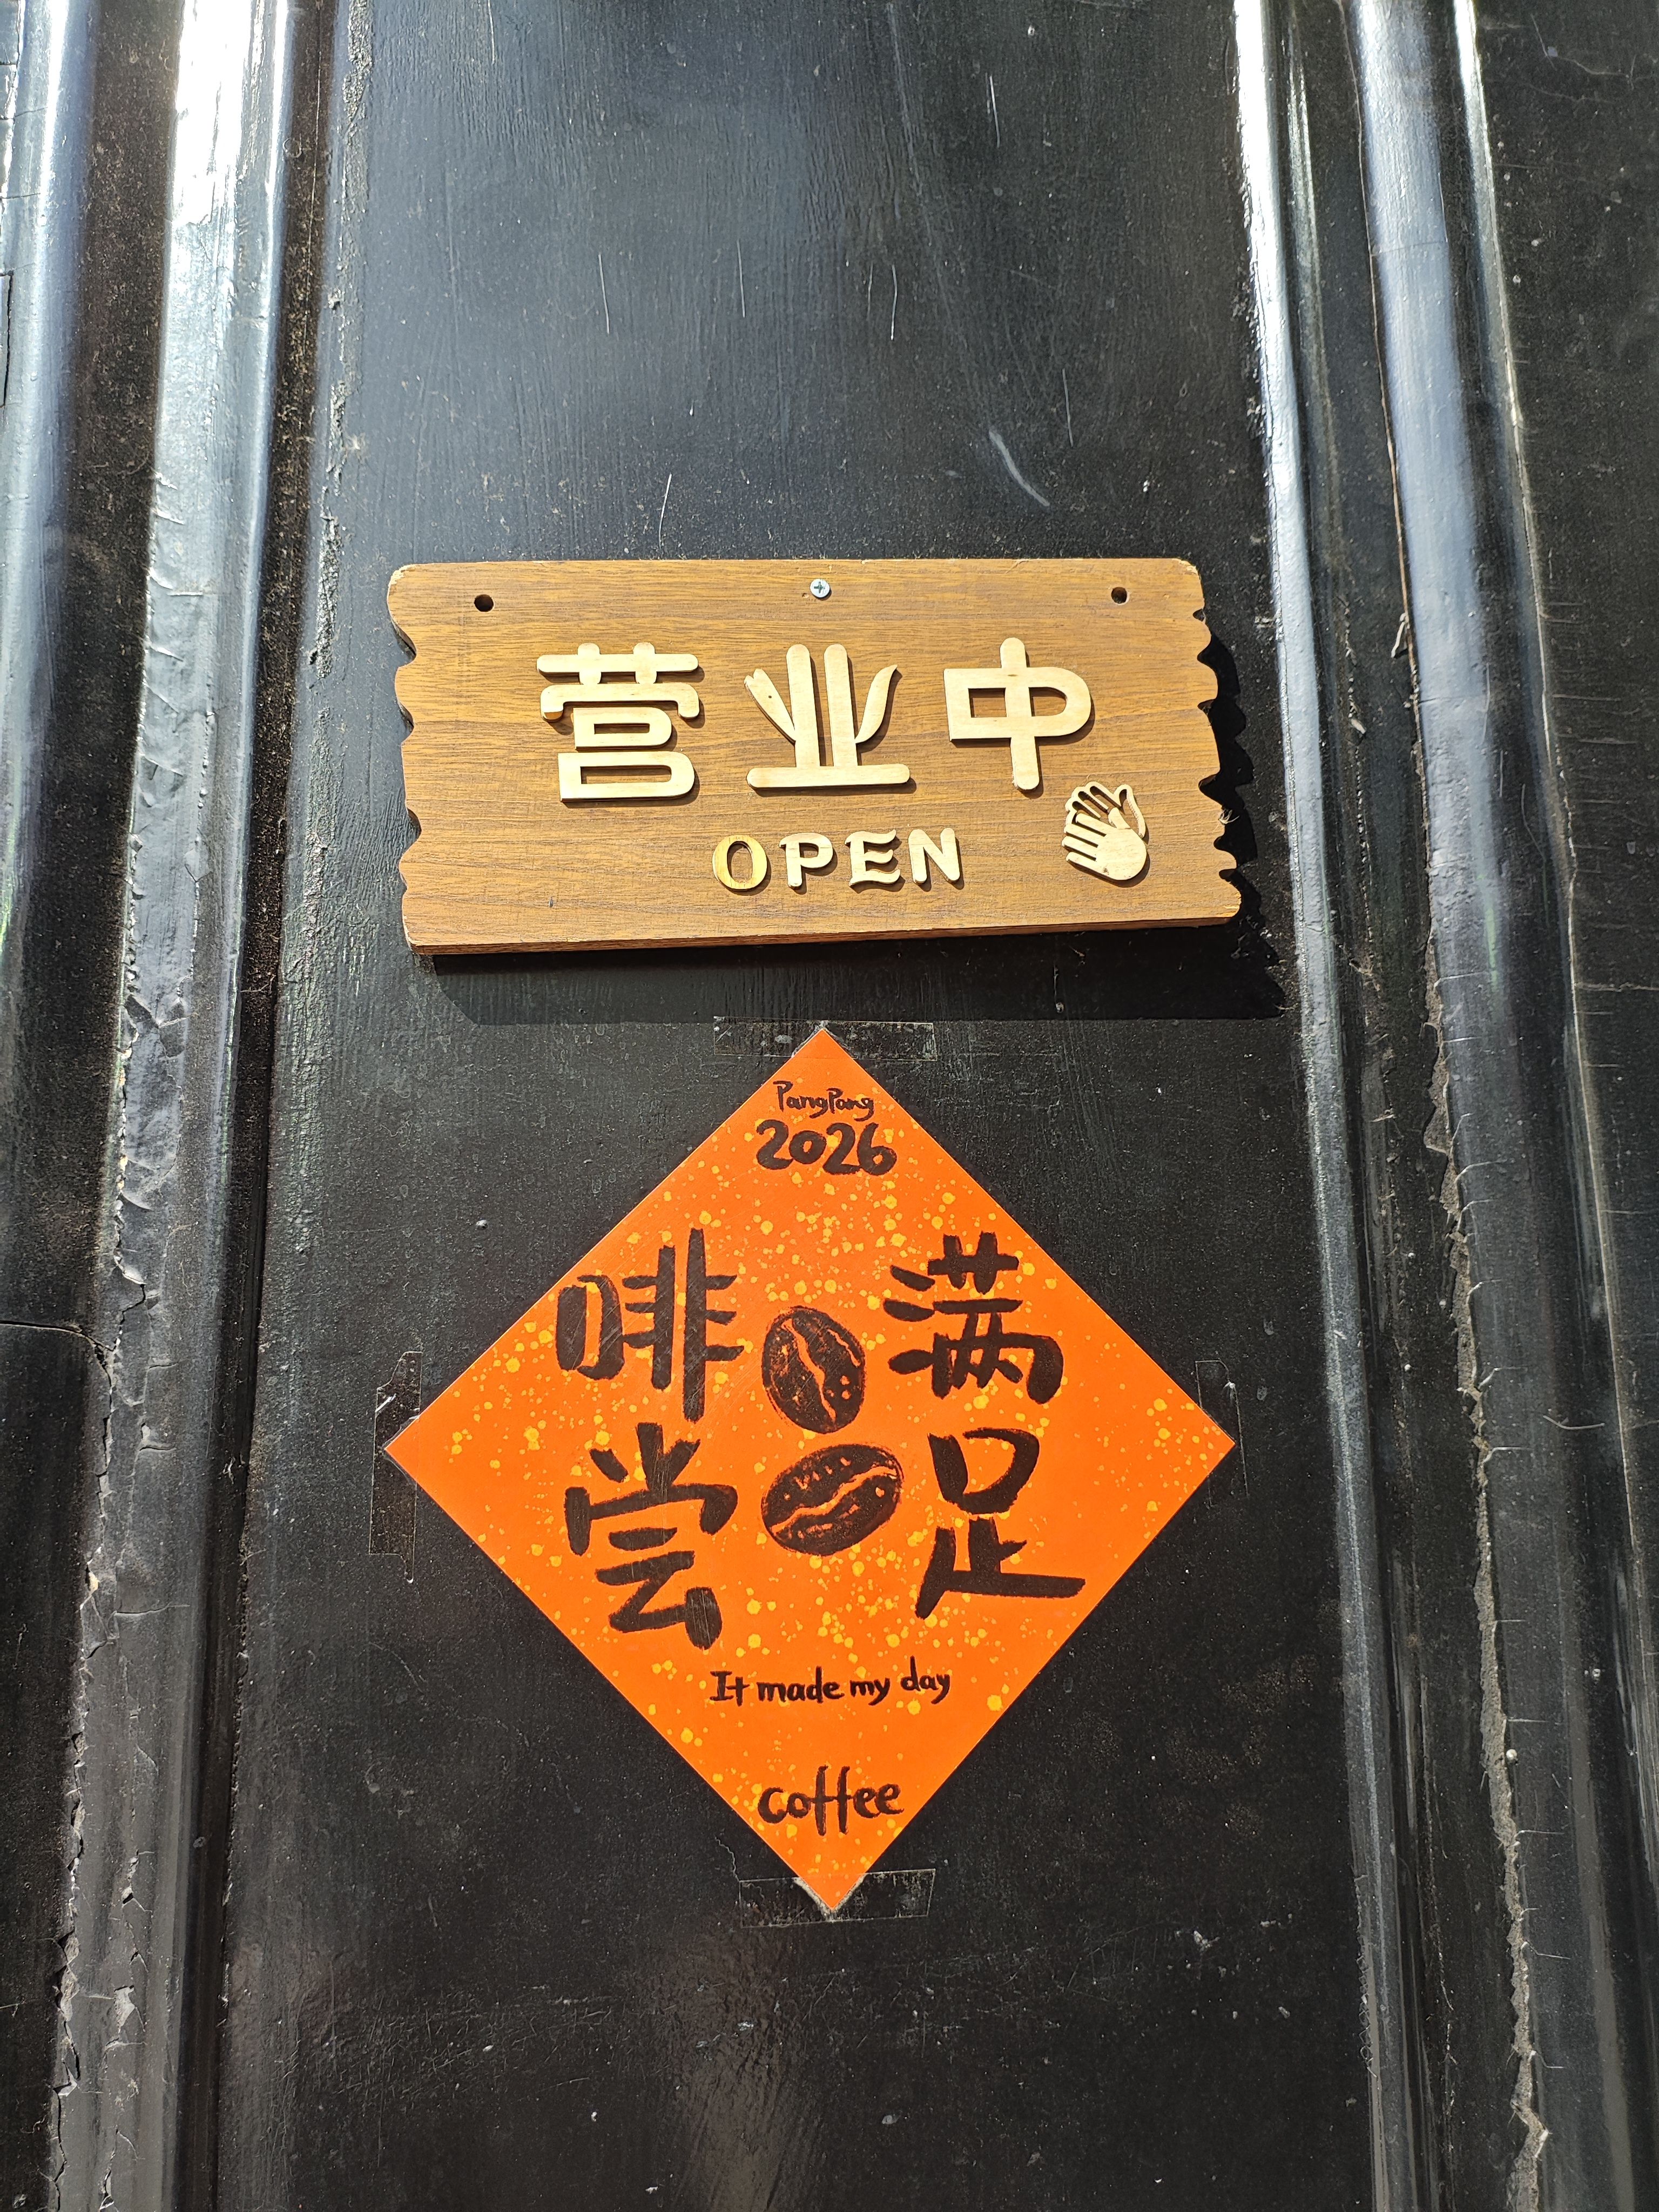 营业中
OPEN
PangPang
2026
啡尝
满足
It made my day
coffee